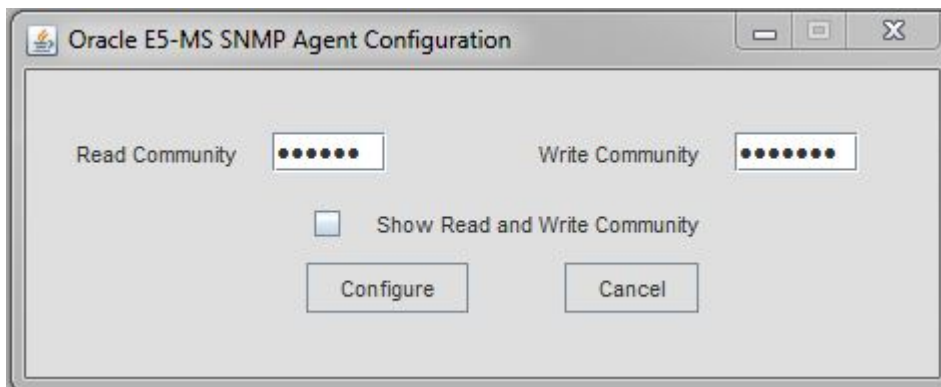 Oracle E5-MS SNMP Agent Configuration
Read Community •••••• Write Community •••••••
Show Read and Write Community
Configure Cancel